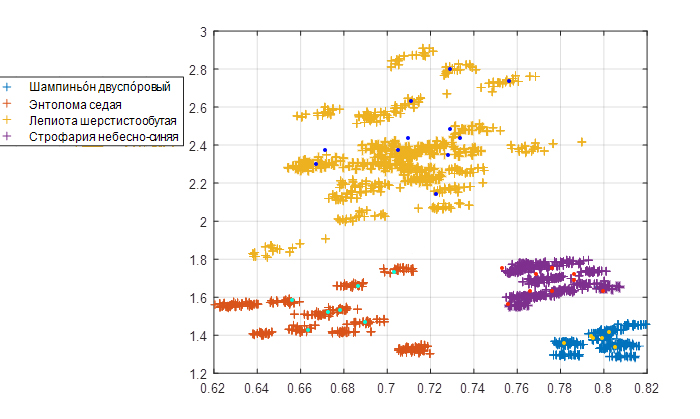 Шампиньо́н двуспо́ровый
Энтолома седая
Лепиота шерстистообутая
Строфария небесно-синяя
3
2.8
2.6
2.4
2.2
2
1.8
1.6
1.4
1.2
0.62 0.64 0.66 0.68 0.7 0.72 0.74 0.76 0.78 0.8 0.82